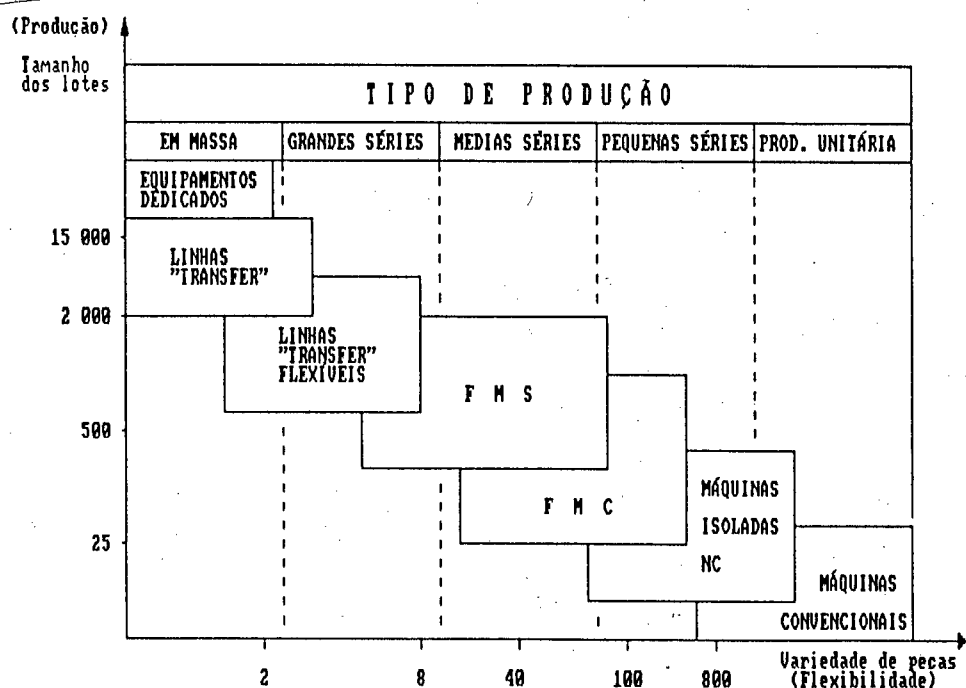 (Produção)
Tamanho
dos lotes
TIPO DE PRODUÇÃO
EM MASSA
GRANDES SÉRIES
MEDIAS SÉRIES
PEQUENAS SÉRIES
PROD. UNITÁRIA
EQUIPAMENTOS
DEDICADOS
15 000
LINHAS
"TRANSFER"
2 000
LINHAS
"TRANSFER"
FLEXÍVEIS
F M S
500
MÁQUINAS
F M C
ISOLADAS
25
NC
MÁQUINAS
CONVENCIONAIS
2
8
40
100
800
Variedade de pecas
(Flexibilidade)